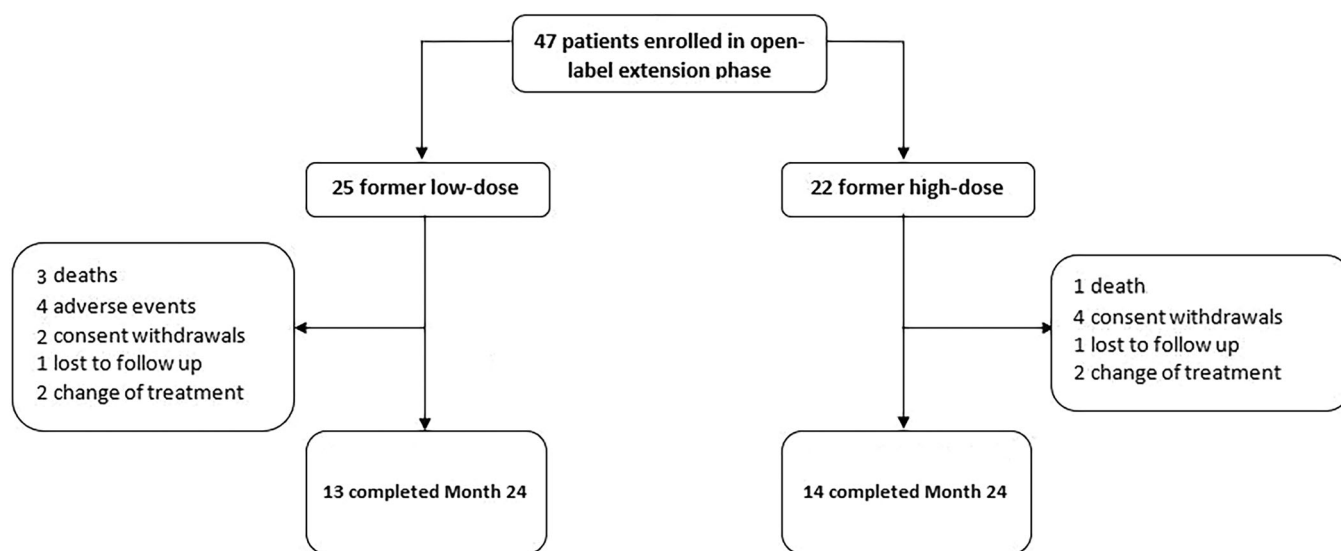 47 patients enrolled in open-
label extension phase
25 former low-dose
22 former high-dose
3 deaths
4 adverse events
2 consent withdrawals
1 lost to follow up
2 change of treatment
1 death
4 consent withdrawals
1 lost to follow up
2 change of treatment
13 completed Month 24
14 completed Month 24